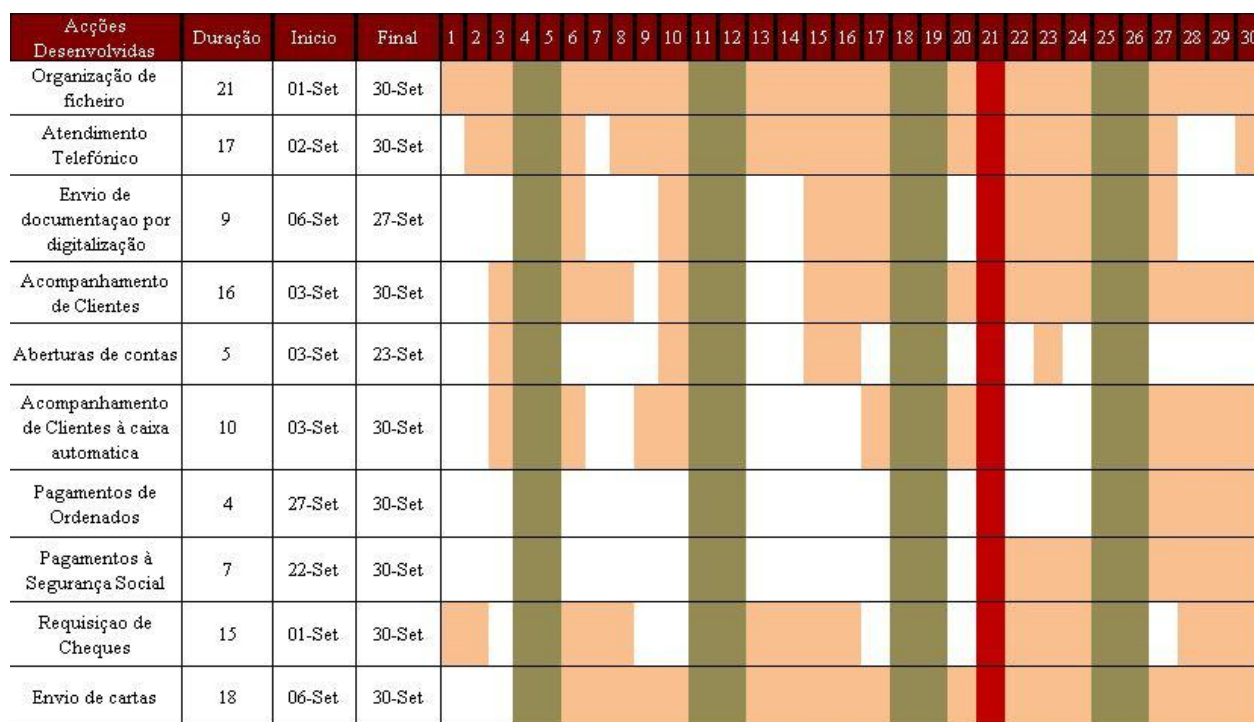 Acções
Desenvolvidas
Duração
Inicio
Final
1 2 3 4 5 6 7 8 9 10 11 12 13 14 15 16 17 18 19 20 21 22 23 24 25 26 27 28 29 30
Organização de
ficheiro
21
01-Set
30-Set
Atendimento
Telefónico
17
02-Set
30-Set
Envio de
documentaçao por
digitalização
9
06-Set
27-Set
Acompanhamento
de Clientes
16
03-Set
30-Set
Aberturas de contas
5
03-Set
23-Set
Acompanhamento
de Clientes à caixa
automatica
10
03-Set
30-Set
Pagamentos de
Ordenados
4
27-Set
30-Set
Pagamentos à
Segurança Social
7
22-Set
30-Set
Requisiçao de
Cheques
15
01-Set
30-Set
Envio de cartas
18
06-Set
30-Set